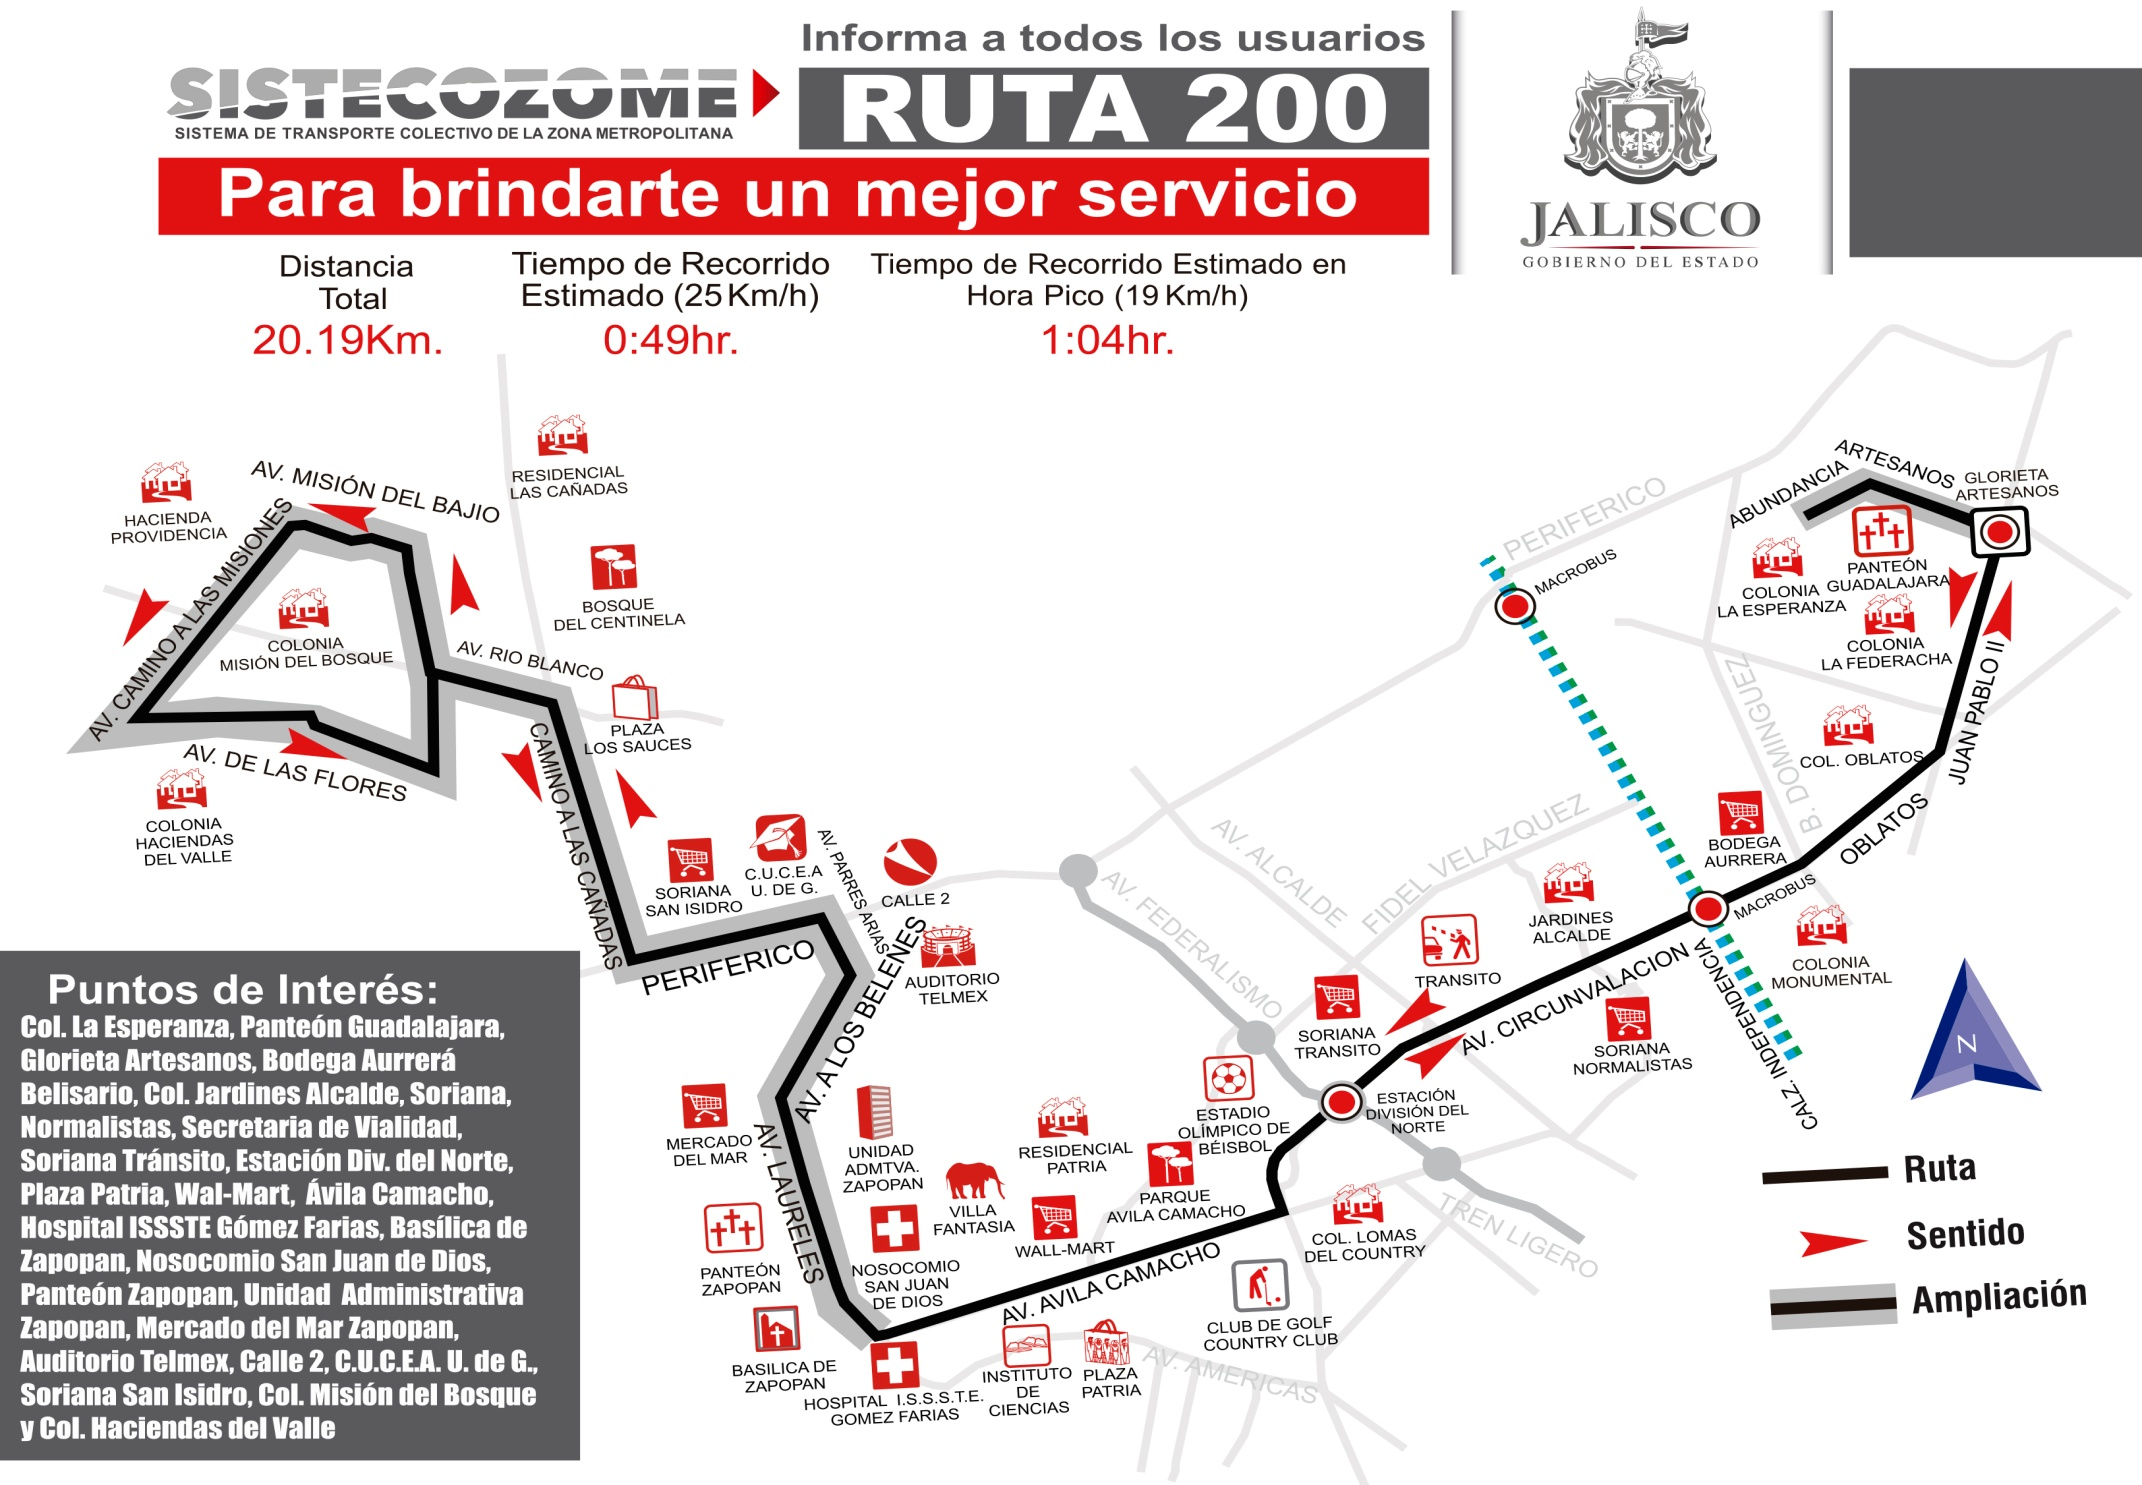 Informa a todos los usuarios
SISTECOZOME
SISTEMA DE TRANSPORTE COLECTIVO DE LA ZONA METROPOLITANA
RUTA 200
Para brindarte un mejor servicio
JALISCO
GOBIERNO DEL ESTADO
Distancia
Total
20.19Km.
Tiempo de Recorrido
Estimado (25 Km/h)
0:49hr.
Tiempo de Recorrido Estimado en
Hora Pico (19 Km/h)
1:04hr.
HACIENDA
PROVIDENCIA
AV. MISIÓN DEL BAJIO
RESIDENCIAL
LAS CAÑADAS
AV. CAMINO A LAS MISIONES
COLONIA
MISIÓN DEL BOSQUE
BOSQUE
DEL CENTINELA
AV. RIO BLANCO
PLAZA
LOS SAUCES
AV. DE LAS FLORES
COLONIA
HACIENDAS
DEL VALLE
CAMINO A LAS CAÑADAS
SORIANA
SAN ISIDRO
C.U.C.E.A
U. DE G.
AV. PARRES ARIAS
CALLE 2
PERIFERICO
AV. A LOS BELENES
AUDITORIO
TELMEX
MERCADO
DEL MAR
AV. LAURELES
UNIDAD
ADMTVA.
ZAPOPAN
VILLA
FANTASIA
RESIDENCIAL
PATRIA
WALL-MART
PARQUE
AVILA CAMACHO
ESTADIO
OLÍMPICO DE
BÉISBOL
PANTEÓN
ZAPOPAN
NOSOCOMIO
SAN JUAN
DE DIOS
BASILICA DE
ZAPOPAN
HOSPITAL I.S.S.S.T.E.
GOMEZ FARIAS
INSTITUTO
DE
CIENCIAS
PLAZA
PATRIA
AV. AVILA CAMACHO
AV. AMERICAS
CLUB DE GOLF
COUNTRY CLUB
COL. LOMAS
DEL COUNTRY
TREN LIGERO
ESTACIÓN
DIVISIÓN DEL
NORTE
AV. FEDERALISMO
AV. ALCALDE
FIDEL VELAZQUEZ
SORIANA
TRANSITO
TRANSITO
JARDINES
ALCALDE
AV. CIRCUNVALACION
SORIANA
NORMALISTAS
CALZ. INDEPENDENCIA
MACROBUS
COLONIA
MONUMENTAL
BODEGA
AURRERA
OBLATOS
B. DOMINGUEZ
COL. OBLATOS
JUAN PABLO II
COLONIA
LA FEDERACHA
COLONIA
LA ESPERANZA
PANTEÓN
GUADALAJARA
PERIFERICO
MACROBUS
ABUNDANCIA
ARTESANOS
GLORIETA
ARTESANOS
N
Ruta
Sentido
Ampliación
Puntos de Interés:
Col. La Esperanza, Panteón Guadalajara,
Glorieta Artesanos, Bodega Aurrerá
Belisario, Col. Jardines Alcalde, Soriana,
Normalistas, Secretaria de Vialidad,
Soriana Tránsito, Estación Div. del Norte,
Plaza Patria, Wal-Mart, Ávila Camacho,
Hospital ISSSTE Gómez Farias, Basílica de
Zapopan, Nosocomio San Juan de Dios,
Panteón Zapopan, Unidad Administrativa
Zapopan, Mercado del Mar Zapopan,
Auditorio Telmex, Calle 2, C.U.C.E.A. U. de G.,
Soriana San Isidro, Col. Misión del Bosque
y Col. Haciendas del Valle